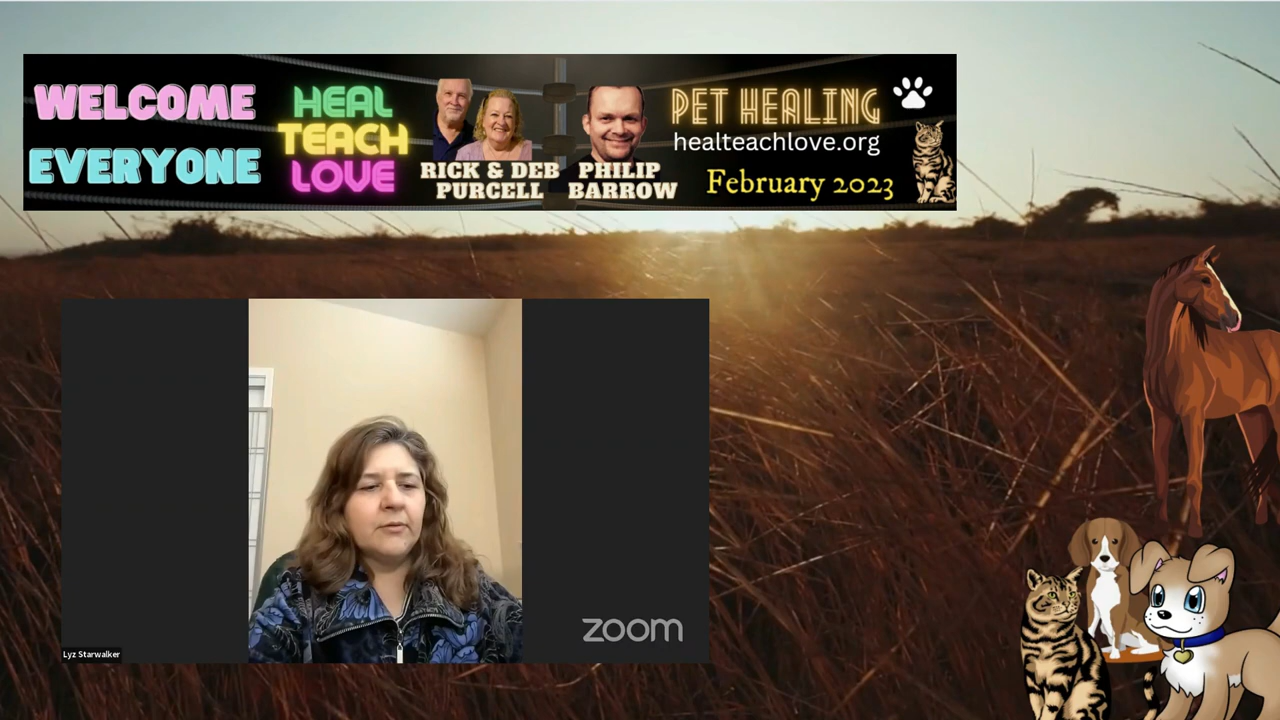 WELCOME
EVERYONE
HEAL
TEACH
LOVE
RICK & DEB
PURCELL
PHILIP
BARROW
PET HEALING
healteachlove.org
February 2023
zoom
Lyz Starwalker